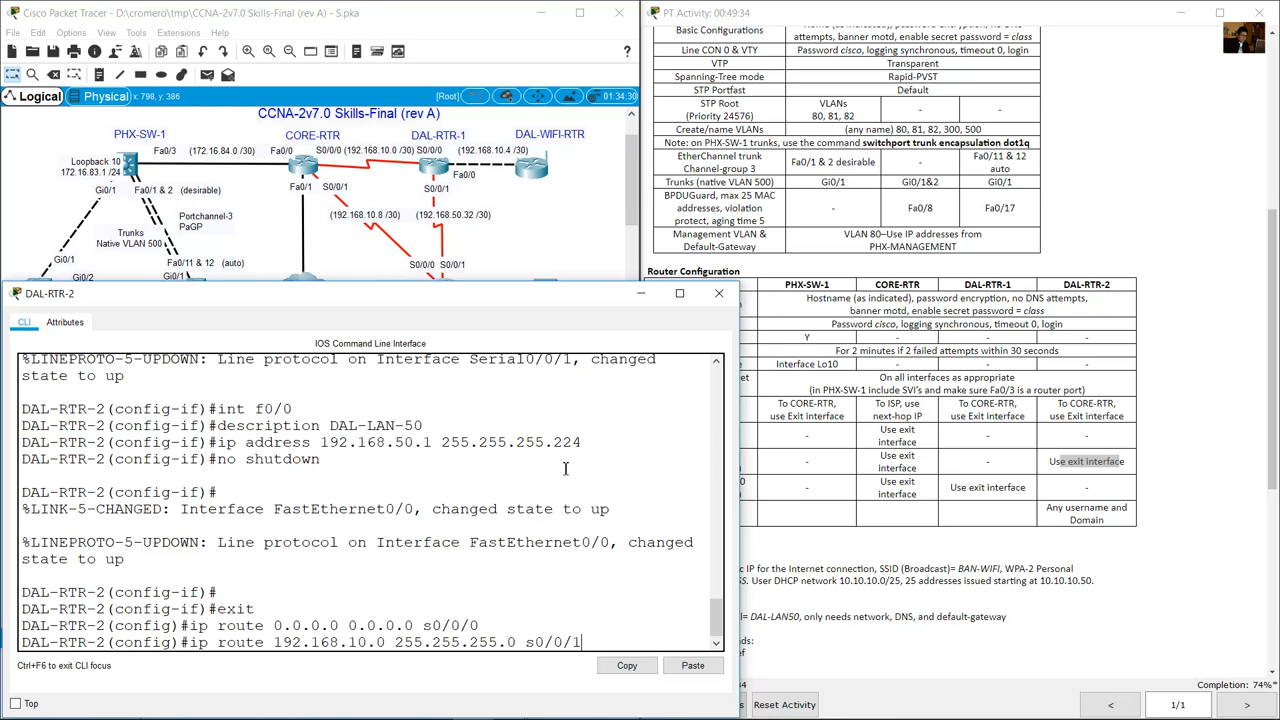 Cisco Packet Tracer - D:\cromero\tmp\CCNA-2v7.0 Skills-Final (rev A) - S.pka
File Edit Options View Tools Extensions Help
Logical Physical x: 798, y: 386 [Root] 01:34:30
CCNA-2v7.0 Skills-Final (rev A)
PHX-SW-1 CORE-RTR DAL-RTR-1 DAL-WIFI-RTR
Fa0/3 (172.16.84.0 /30) S0/0/0 (192.168.10.0 /30) S0/0/0 (192.168.10.4 /30)
Loopback 10
172.16.83.1 /24
Fa0/0
Gi0/1 Fa0/1 & 2 (desirable) Fa0/1 S0/0/1 S0/0/1
(192.168.10.8 /30) (192.168.50.32 /30)
Portchannel-3
PaGP
Trunks
Native VLAN 500
Gi0/1 Fa0/11 & 12 (auto) S0/0/0 S0/0/1
Gi0/2 Gi0/1
DAL-RTR-2
CLI Attributes
IOS Command Line Interface
%LINEPROTO-5-UPDOWN: Line protocol on Interface Serial0/0/1, changed
state to up
DAL-RTR-2(config-if)#int f0/0
DAL-RTR-2(config-if)#description DAL-LAN-50
DAL-RTR-2(config-if)#ip address 192.168.50.1 255.255.255.224
DAL-RTR-2(config-if)#no shutdown
DAL-RTR-2(config-if)#
%LINK-5-CHANGED: Interface FastEthernet0/0, changed state to up
%LINEPROTO-5-UPDOWN: Line protocol on Interface FastEthernet0/0, changed
state to up
DAL-RTR-2(config-if)#
DAL-RTR-2(config-if)#exit
DAL-RTR-2(config)#ip route 0.0.0.0 0.0.0.0 s0/0/0
DAL-RTR-2(config)#ip route 192.168.10.0 255.255.255.0 s0/0/1
Ctrl+F6 to exit CLI focus
Copy Paste
Top
PT Activity: 00:49:34
Basic Configurations
attempts, banner motd, enable secret password = class
Line CON 0 & VTY Password cisco, logging synchronous, timeout 0, login
VTP Transparent
Spanning-Tree mode Rapid-PVST
STP Portfast Default
STP Root
(Priority 24576) VLANs
80, 81, 82 - -
Create/name VLANs (any name) 80, 81, 82, 300, 500
Note: on PHX-SW-1 trunks, use the command switchport trunk encapsulation dot1q
EtherChannel trunk
Channel-group 3 Fa0/1 & 2 desirable - Fa0/11 & 12
auto
Trunks (native VLAN 500) Gi0/1 Gi0/1&2 Gi0/1
BPDUGuard, max 25 MAC
addresses, violation
protect, aging time 5 - Fa0/8 Fa0/17
Management VLAN &
Default-Gateway VLAN 80–Use IP addresses from
PHX-MANAGEMENT
Router Configuration
PHX-SW-1 CORE-RTR DAL-RTR-1 DAL-RTR-2
Hostname (as indicated), password encryption, no DNS attempts,
banner motd, enable secret password = class
Password cisco, logging synchronous, timeout 0, login
Y - - -
For 2 minutes if 2 failed attempts within 30 seconds
Interface Lo10 - - -
et On all interfaces as appropriate
(in PHX-SW-1 include SVI's and make sure Fa0/3 is a router port)
To CORE-RTR,
use Exit interface To ISP, use
next-hop IP To CORE-RTR,
use Exit interface To CORE-RTR,
use Exit interface
Use exit
interface
- Use exit
interface - Use exit interface
0 - Use exit
interface Use exit interface -
Any username and
Domain
c IP for the Internet connection, SSID (Broadcast)= BAN-WIFI, WPA-2 Personal
S. User DHCP network 10.10.10.0/25, 25 addresses issued starting at 10.10.10.50.
l= DAL-LAN50, only needs network, DNS, and default-gateway
ds:
ef
34 Completion: 74%
s Reset Activity < 1/1 >